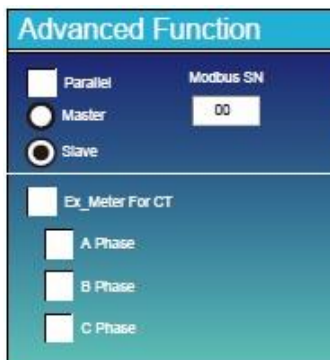 Advanced Function
Parallel
Modbus SN
Master
00
Slave
Ex_Meter For CT
A Phase
B Phase
C Phase